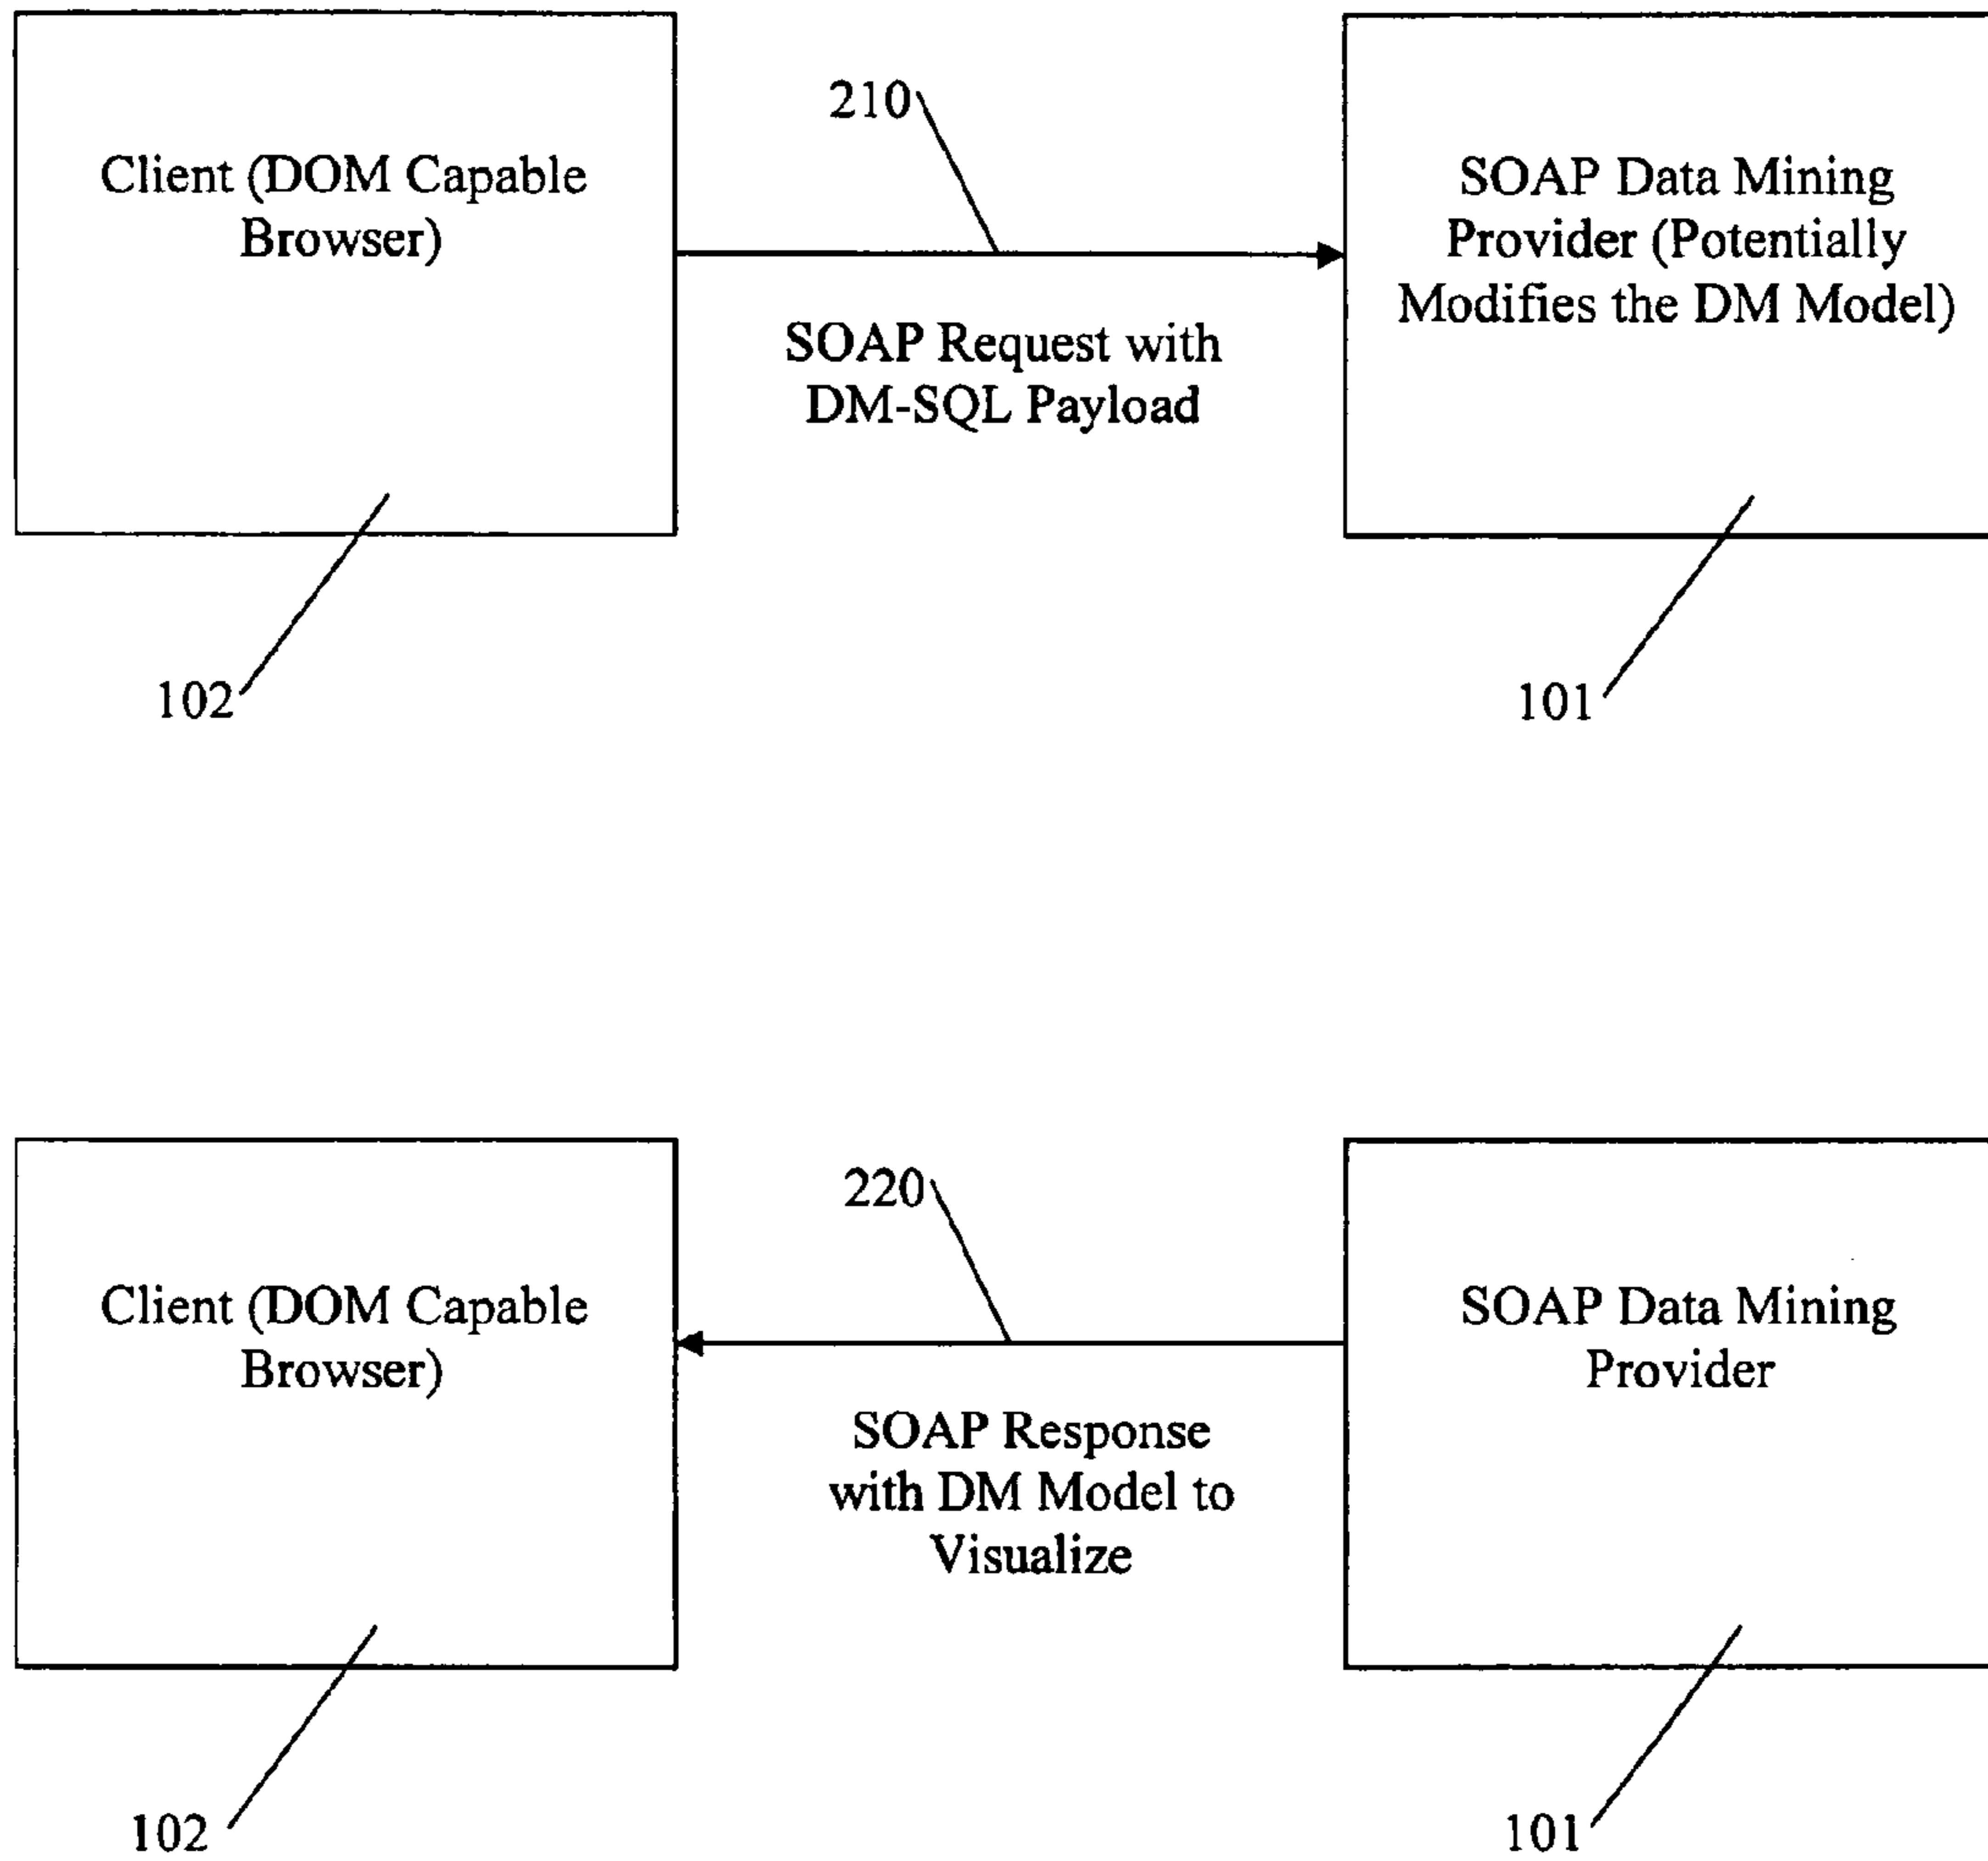 210
Client (DOM Capable
Browser)
SOAP Data Mining
Provider (Potentially
Modifies the DM Model)
SOAP Request with
DM-SQL Payload
102
101
220
Client (DOM Capable
Browser)
SOAP Data Mining
Provider
SOAP Response
with DM Model to
Visualize
102
101